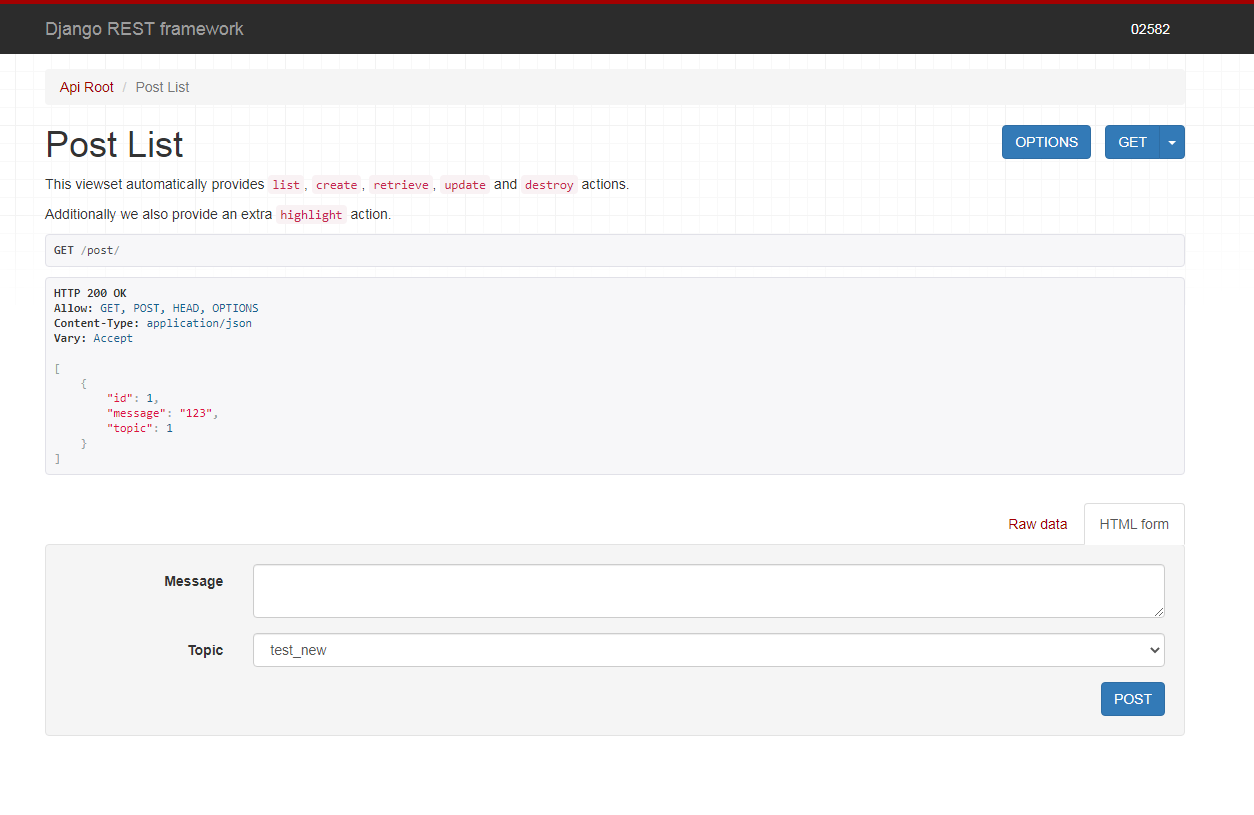 Django REST framework
02582
Api Root / Post List
Post List
OPTIONS
GET
This viewset automatically provides list, create, retrieve, update and destroy actions.
Additionally we also provide an extra highlight action.
GET /post/
HTTP 200 OK
Allow: GET, POST, HEAD, OPTIONS
Content-Type: application/json
Vary: Accept
[
    {
        "id": 1,
        "message": "123",
        "topic": 1
    }
]
Raw data
HTML form
Message
Topic
test_new
POST